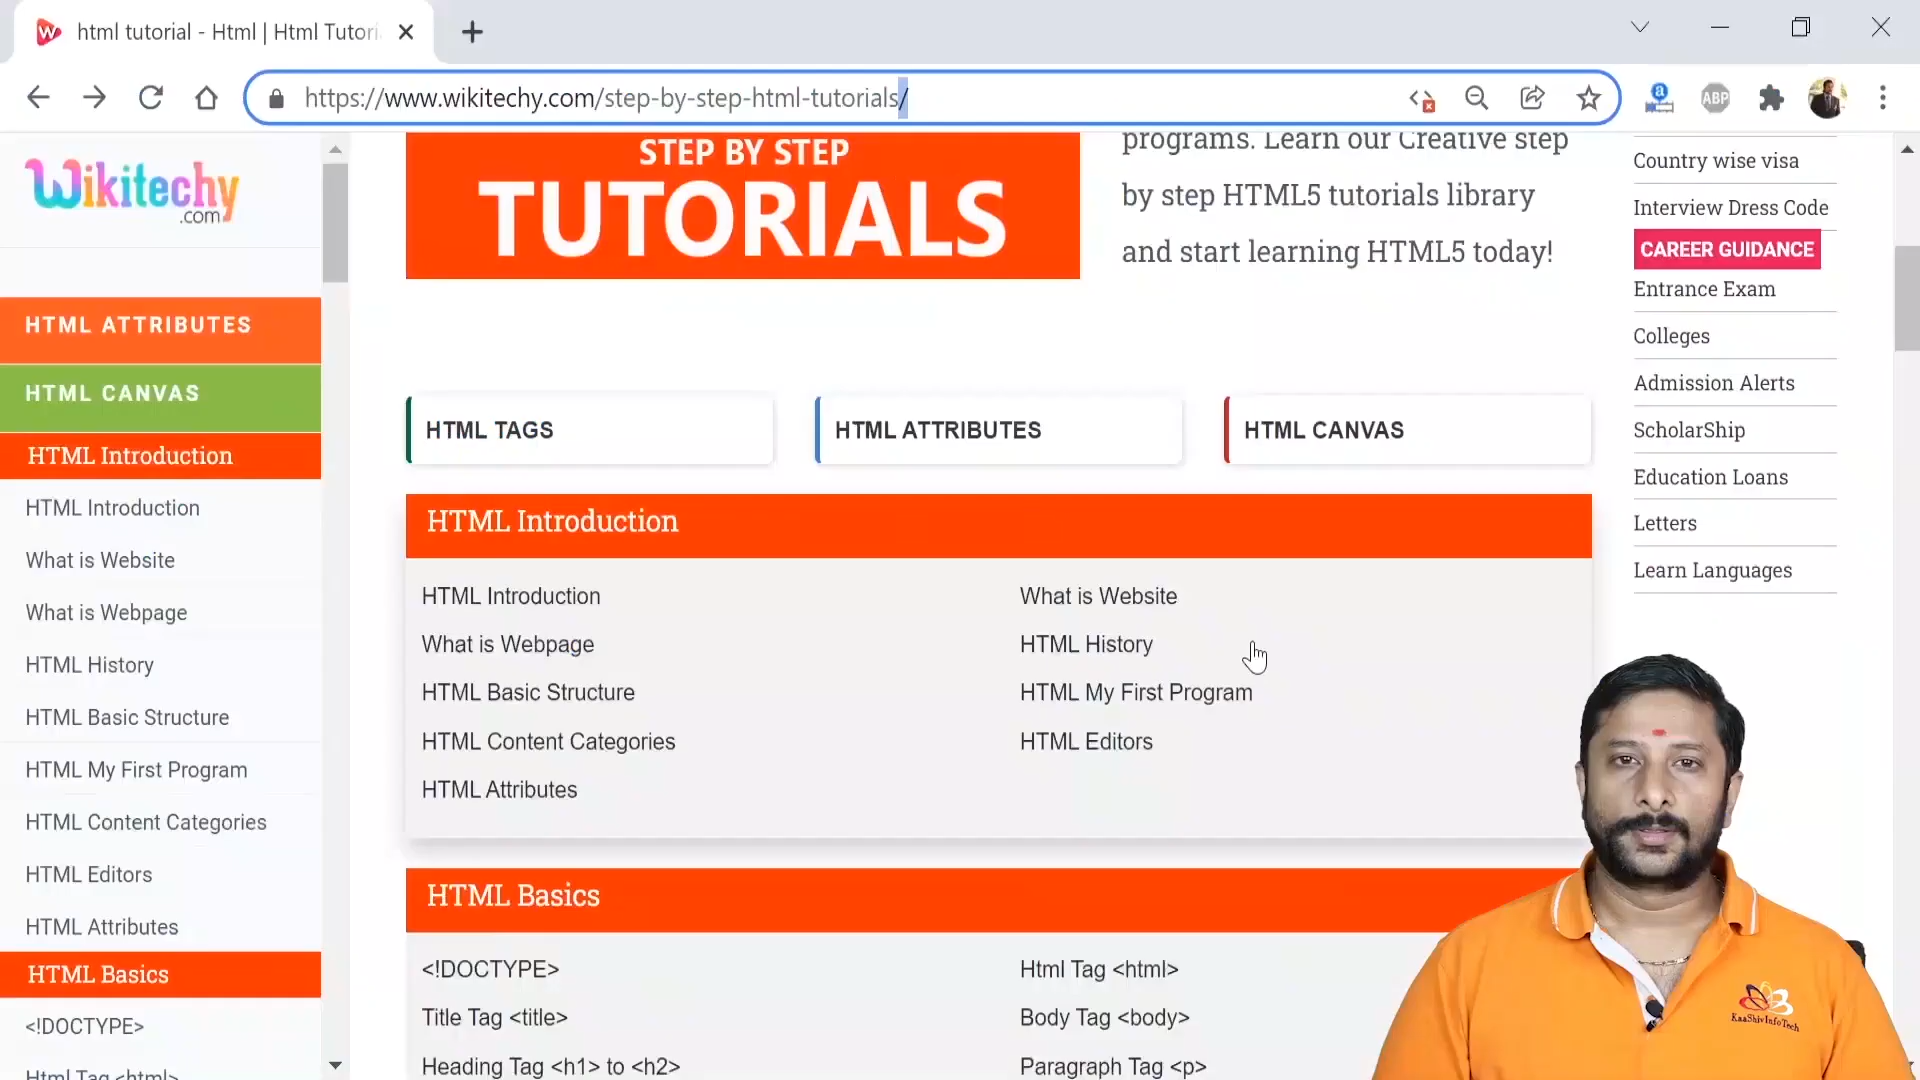 html tutorial - Html | Html Tutori
https://www.wikitechy.com/step-by-step-html-tutorials/
ABP
Wikitechy
.com
HTML ATTRIBUTES
HTML CANVAS
HTML Introduction
HTML Introduction
What is Website
What is Webpage
HTML History
HTML Basic Structure
HTML My First Program
HTML Content Categories
HTML Editors
HTML Attributes
HTML Basics
<!DOCTYPE>
Html Tag <html>
STEP BY STEP
TUTORIALS
programs. Learn our Creative step
by step HTML5 tutorials library
and start learning HTML5 today!
HTML TAGS
HTML ATTRIBUTES
HTML CANVAS
HTML Introduction
HTML Introduction
What is Website
What is Webpage
HTML History
HTML Basic Structure
HTML My First Program
HTML Content Categories
HTML Editors
HTML Attributes
HTML Basics
<!DOCTYPE>
Html Tag <html>
Title Tag <title>
Body Tag <body>
Heading Tag <h1> to <h2>
Paragraph Tag <p>
Country wise visa
Interview Dress Code
CAREER GUIDANCE
Entrance Exam
Colleges
Admission Alerts
ScholarShip
Education Loans
Letters
Learn Languages
KaaShivInfoTech